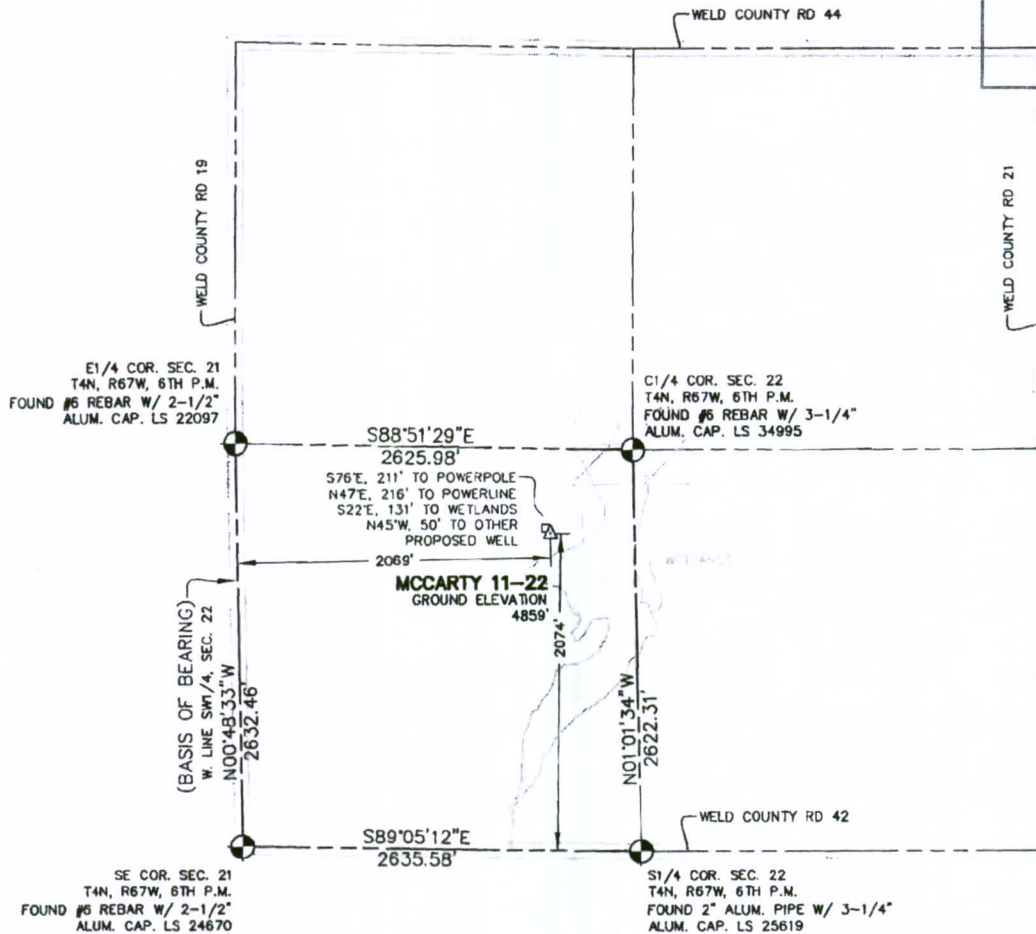 WELD COUNTY RD 44
WELD COUNTY RD 19
WELD COUNTY RD 21
E1/4 COR. SEC. 21
T4N, R67W, 6TH P.M.
FOUND #6 REBAR W/ 2-1/2"
ALUM. CAP. LS 22097
C1/4 COR. SEC. 22
T4N, R67W, 6TH P.M.
FOUND #6 REBAR W/ 3-1/4"
ALUM. CAP. LS 34995
S88°51'29"E
2625.98'
S76°E, 211' TO POWERPOLE
N47°E, 216' TO POWERLINE
S22°E, 131' TO WETLANDS
N45°W, 50' TO OTHER
PROPOSED WELL
2069'
WETLANDS
MCCARTY 11-22
GROUND ELEVATION
4859'
2074'
(BASIS OF BEARING)
W. LINE SW1/4, SEC. 22
N00°48'33"W
2632.46'
N01°01'34"W
2622.31'
WELD COUNTY RD 42
S89°05'12"E
2635.58'
SE COR. SEC. 21
T4N, R67W, 6TH P.M.
FOUND #6 REBAR W/ 2-1/2"
ALUM. CAP. LS 24670
S1/4 COR. SEC. 22
T4N, R67W, 6TH P.M.
FOUND 2" ALUM. PIPE W/ 3-1/4"
ALUM. CAP. LS 25619